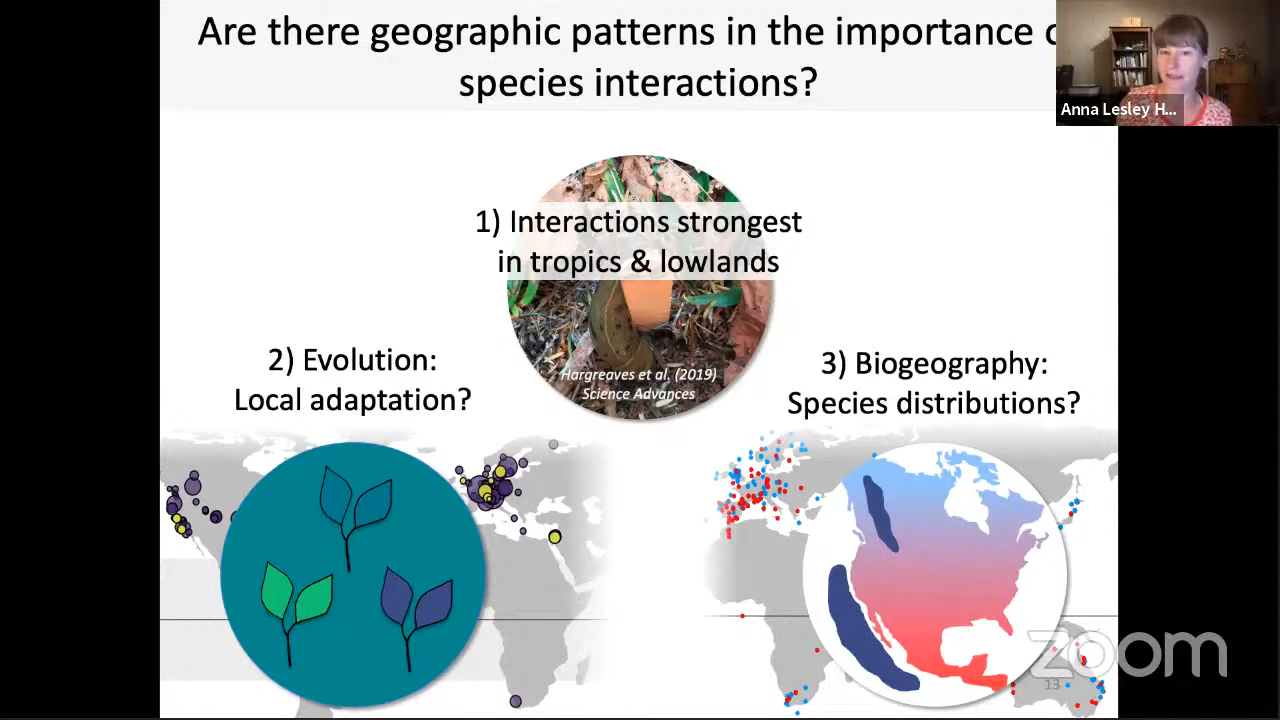 Are there geographic patterns in the importance
species interactions?
Anna Lesley H...
1) Interactions strongest
in tropics & lowlands
Hargreaves et al. (2019)
Science Advances
2) Evolution:
Local adaptation?
3) Biogeography:
Species distributions?
zoom
13